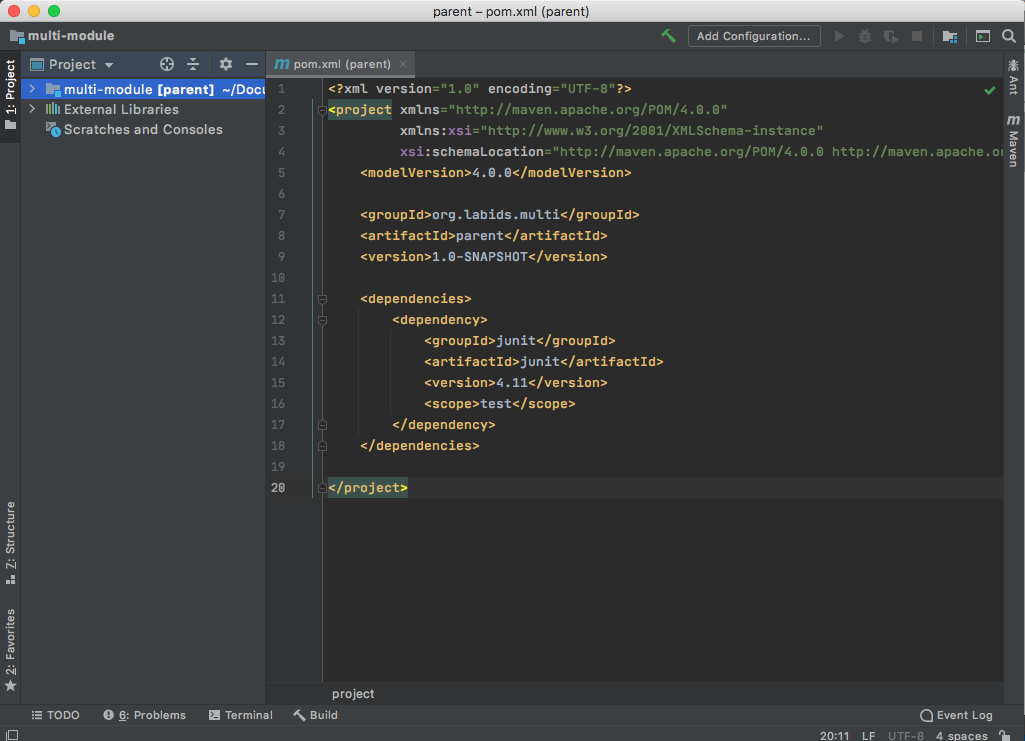 parent – pom.xml (parent)
multi-module
Add Configuration...
1: Project
Project
pom.xml (parent)
multi-module [parent] ~/Docu
External Libraries
Scratches and Consoles
1 <?xml version="1.0" encoding="UTF-8"?>
2 <project xmlns="http://maven.apache.org/POM/4.0.0"
3 xmlns:xsi="http://www.w3.org/2001/XMLSchema-instance"
4 xsi:schemaLocation="http://maven.apache.org/POM/4.0.0 http://maven.apache.or
5 <modelVersion>4.0.0</modelVersion>
6
7 <groupId>org.labids.multi</groupId>
8 <artifactId>parent</artifactId>
9 <version>1.0-SNAPSHOT</version>
10
11 <dependencies>
12 <dependency>
13 <groupId>junit</groupId>
14 <artifactId>junit</artifactId>
15 <version>4.11</version>
16 <scope>test</scope>
17 </dependency>
18 </dependencies>
19
20 </project>
Ant
Maven
Z: Structure
2: Favorites
project
TODO
6: Problems
Terminal
Build
Event Log
20:11 LF UTF-8 4 spaces